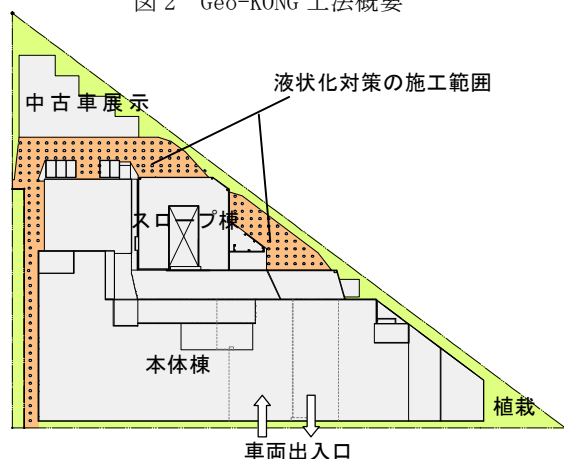 図 2　Geo-KONG 工法概要
液状化対策の施工範囲
中古車展示
スロープ棟
本体棟
植栽
車両出入口